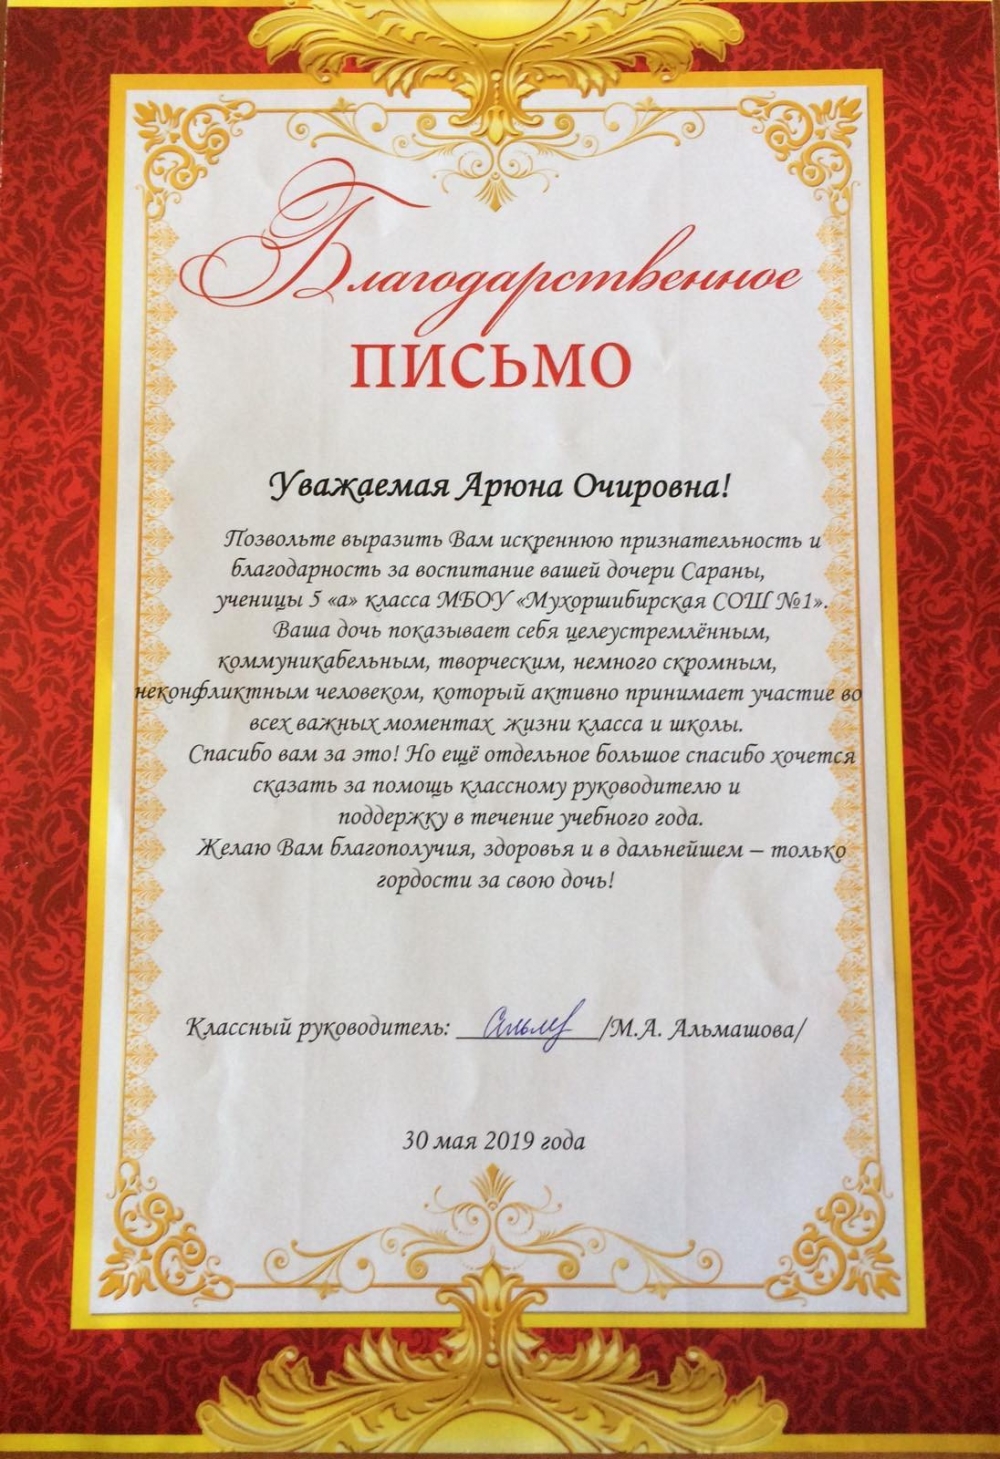 Благодарственное
ПИСЬМО
Уважаемая Арюна Очировна!
Позвольте выразить Вам искреннюю признательность и
благодарность за воспитание вашей дочери Сараны,
ученицы 5 «а» класса МБОУ «Мухоршибирская СОШ №1».
Ваша дочь показывает себя целеустремлённым,
коммуникабельным, творческим, немного скромным,
неконфликтным человеком, который активно принимает участие во
всех важных моментах жизни класса и школы.
Спасибо вам за это! Но ещё отдельное большое спасибо хочется
сказать за помощь классному руководителю и
поддержку в течение учебного года.
Желаю Вам благополучия, здоровья и в дальнейшем – только
гордости за свою дочь!
Классный руководитель: /М.А. Альмашова/
30 мая 2019 года